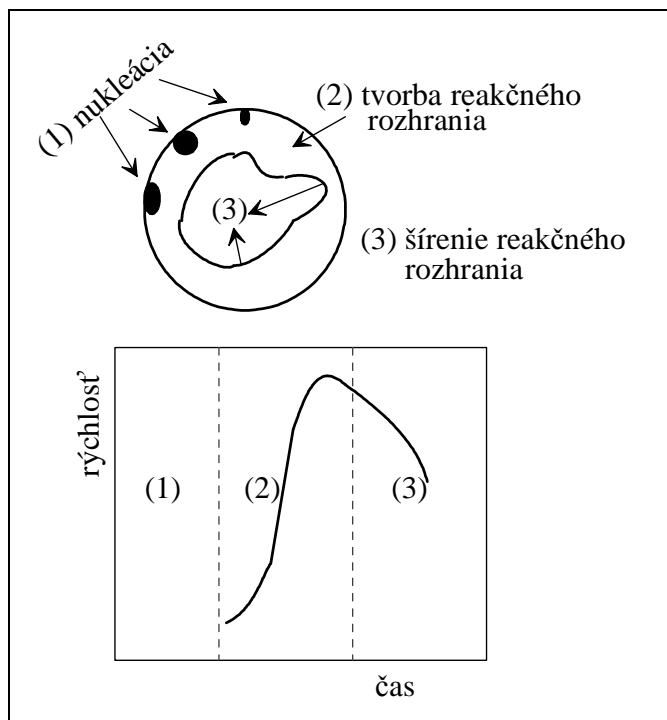 (1) nukleácia
(2) tvorba reakčného
rozhrania
(3)
(3) šírenie reakčného
rozhrania
rýchlosť
(1)
(2)
(3)
čas